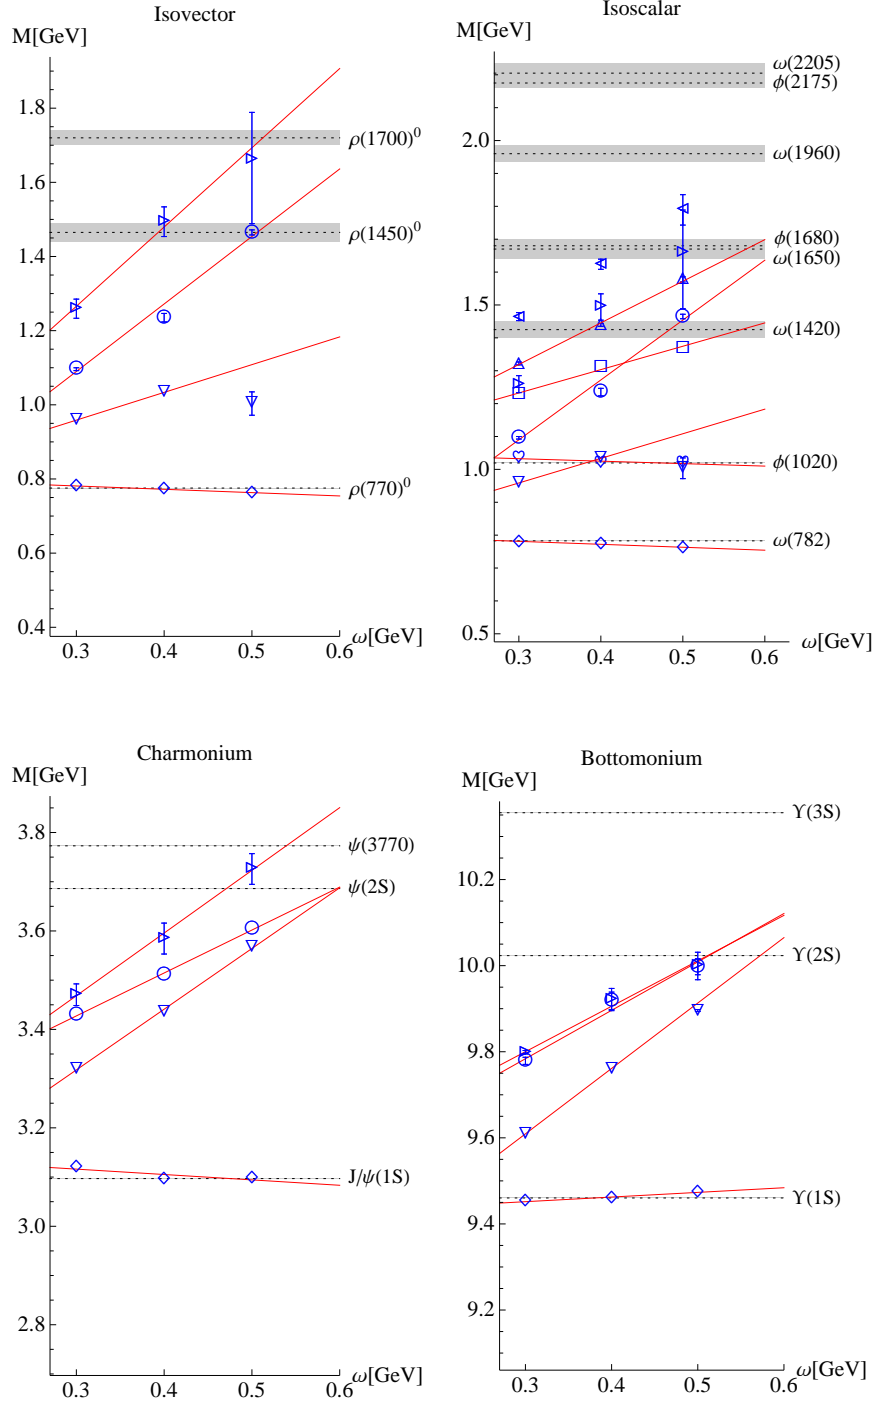 Isovector
M[GeV]
1.8
1.6
1.4
1.2
1.0
0.8
0.6
0.4
ρ(1700)⁰
ρ(1450)⁰
ρ(770)⁰
0.3 0.4 0.5 0.6
ω[GeV]
Isoscalar
M[GeV]
2.0
1.5
1.0
0.5
ω(2205)
ϕ(2175)
ω(1960)
ϕ(1680)
ω(1650)
ω(1420)
ϕ(1020)
ω(782)
0.3 0.4 0.5 0.6
ω[GeV]
Charmonium
M[GeV]
3.8
3.6
3.4
3.2
3.0
2.8
ψ(3770)
ψ(2S)
J/ψ(1S)
0.3 0.4 0.5 0.6
ω[GeV]
Bottomonium
M[GeV]
10.2
10.0
9.8
9.6
9.4
9.2
ϒ(3S)
ϒ(2S)
ϒ(1S)
0.3 0.4 0.5 0.6
ω[GeV]